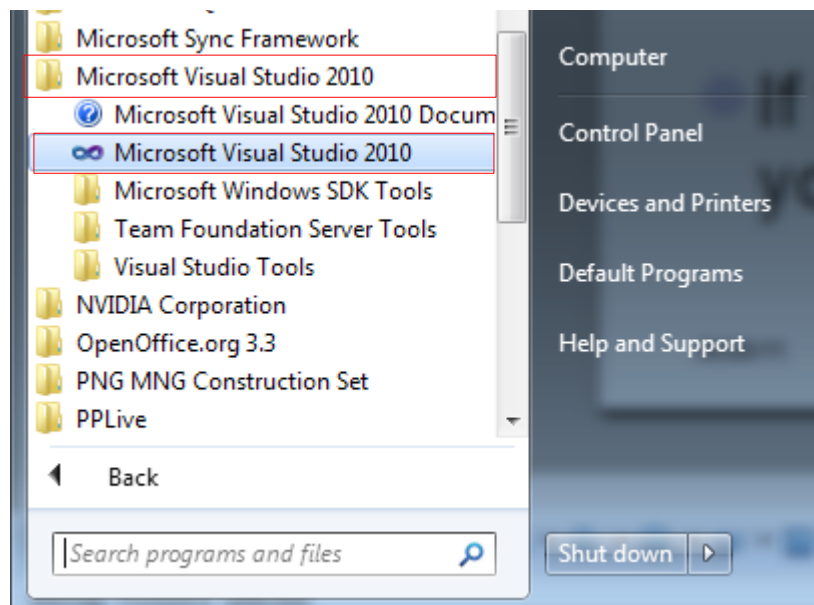 Microsoft Sync Framework
Microsoft Visual Studio 2010
Microsoft Visual Studio 2010 Docum
Microsoft Visual Studio 2010
Microsoft Windows SDK Tools
Team Foundation Server Tools
Visual Studio Tools
NVIDIA Corporation
OpenOffice.org 3.3
PNG MNG Construction Set
PPLive
Back
Search programs and files
Computer
Control Panel
Devices and Printers
Default Programs
Help and Support
Shut down
If
yo